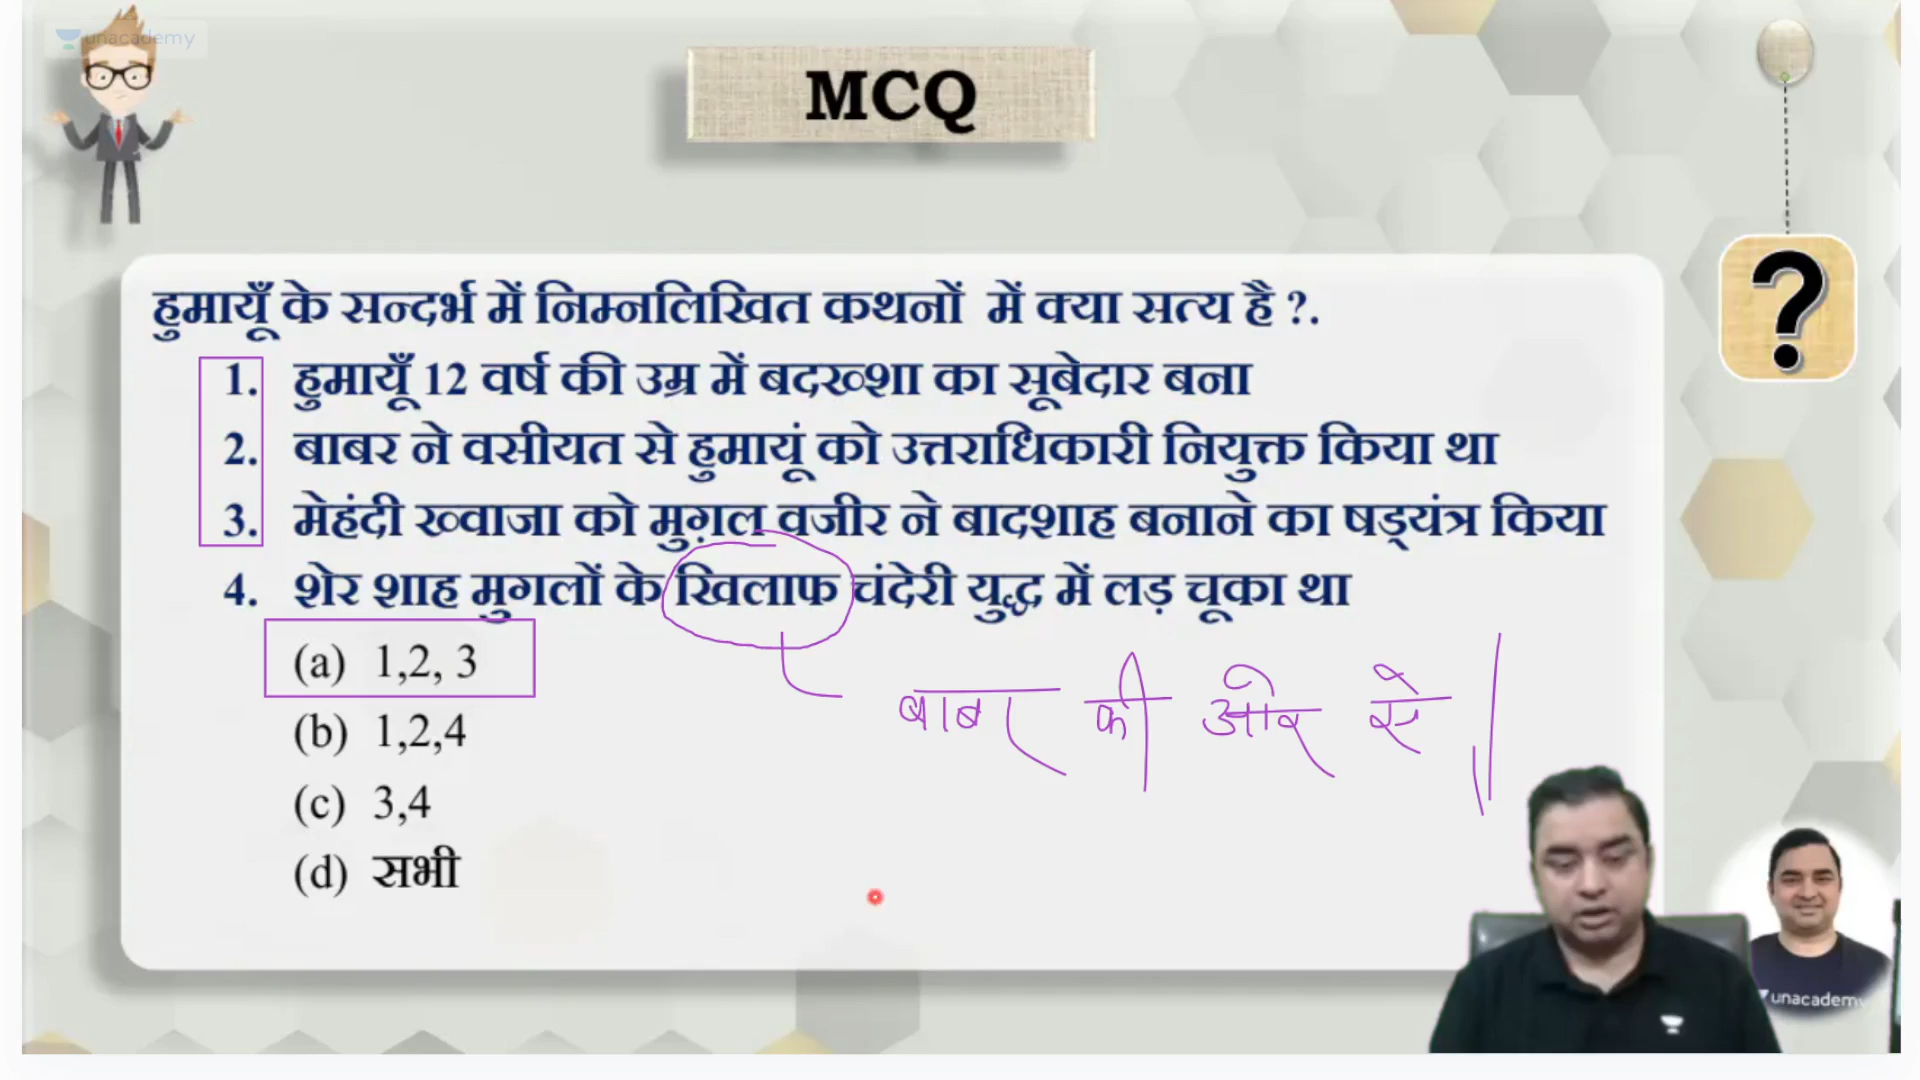 unacademy
MCQ
?
हुमायूँ के सन्दर्भ में निम्नलिखित कथनों में क्या सत्य है ?.
1. हुमायूँ 12 वर्ष की उम्र में बदख्शा का सूबेदार बना
2. बाबर ने वसीयत से हुमायूं को उत्तराधिकारी नियुक्त किया था
3. मेहंदी ख्वाजा को मुग़ल वजीर ने बादशाह बनाने का षड्यंत्र किया
4. शेर शाह मुगलों के खिलाफ चंदेरी युद्ध में लड़ चूका था
(a) 1,2, 3
बाबर की ओर से
(b) 1,2,4
(c) 3,4
(d) सभी
unacademy